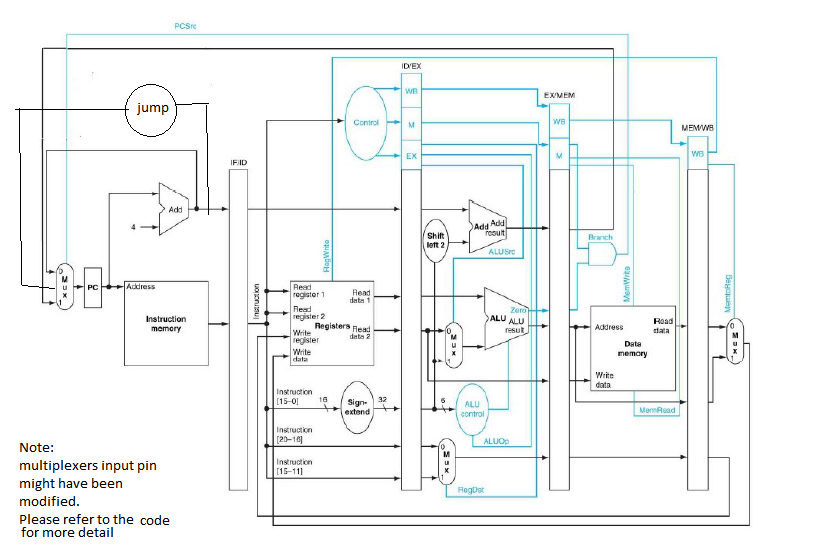 PCSrc
ID/EX
WB
EX/MEM
jump
Control
M
WB
MEM/WB
EX
M
WB
IF/ID
Add
4
Shift
left 2
Add Add
result
ALUSrc
Branch
RegWrite
MemWrite
MemtoReg
0
M
u
x
1
PC
Address
Instruction
memory
Instruction
Read
register 1
Read
data 1
Read
register 2
Registers
Write
register
Read
data 2
Write
data
Zero
ALU ALU
result
0
M
u
x
1
Address
Read
data
Data
memory
Write
data
0
M
u
x
1
Instruction
[15–0]
16
Sign-
extend
32
6
ALU
control
MemRead
Instruction
[20–16]
ALUOp
Instruction
[15–11]
0
M
u
x
1
RegDst
Note:
multiplexers input pin
might have been
modified.
Please refer to the code
for more detail